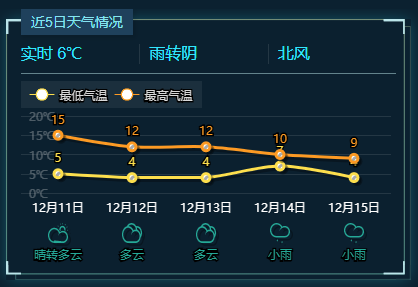 近5日天气情况
实时 6℃ 雨转阴 北风
最低气温 最高气温
20℃
15
15℃ 12 12 10 9
10℃ 7
5 4 4 4
5℃
0℃
12月11日 12月12日 12月13日 12月14日 12月15日
晴转多云 多云 多云 小雨 小雨